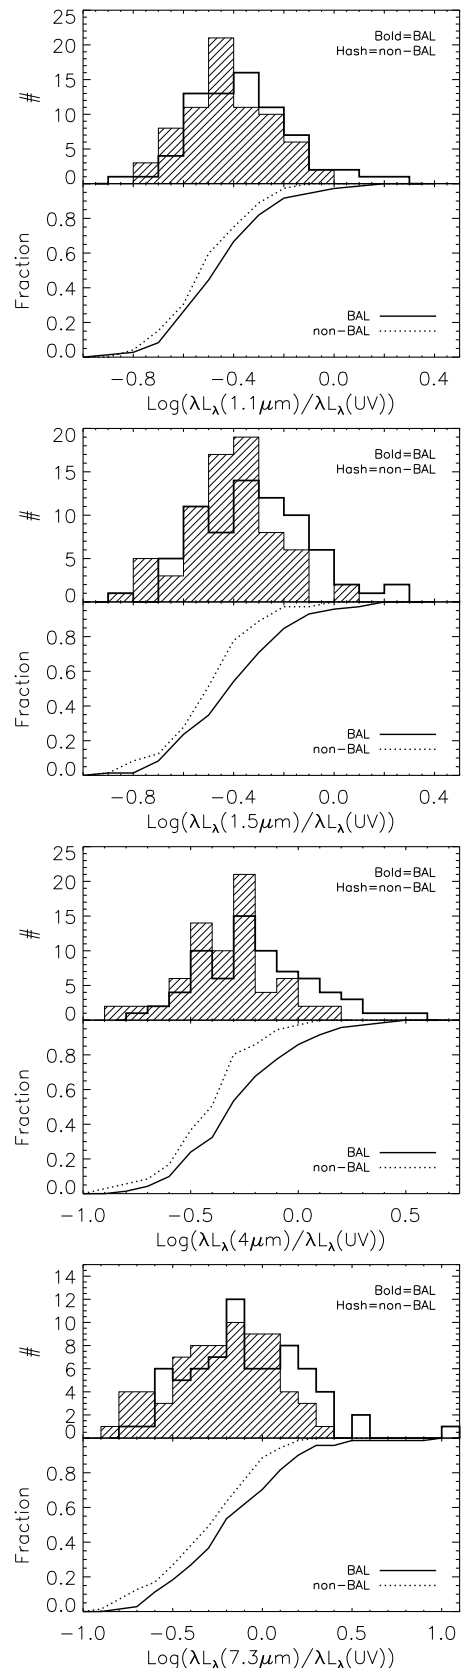 25
20
15
10
5
0
#
Bold=BAL
Hash=non-BAL
0.8
0.6
0.4
0.2
0.0
Fraction
BAL
non-BAL
-0.8 -0.4 0.0 0.4
Log(λLλ(1.1μm)/λLλ(UV))
20
15
10
5
0
#
Bold=BAL
Hash=non-BAL
0.8
0.6
0.4
0.2
0.0
Fraction
BAL
non-BAL
-0.8 -0.4 0.0 0.4
Log(λLλ(1.5μm)/λLλ(UV))
25
20
15
10
5
0
#
Bold=BAL
Hash=non-BAL
0.8
0.6
0.4
0.2
0.0
Fraction
BAL
non-BAL
-1.0 -0.5 0.0 0.5
Log(λLλ(4μm)/λLλ(UV))
14
12
10
8
6
4
2
0
#
Bold=BAL
Hash=non-BAL
0.8
0.6
0.4
0.2
0.0
Fraction
BAL
non-BAL
-1.0 -0.5 0.0 0.5 1.0
Log(λLλ(7.3μm)/λLλ(UV))